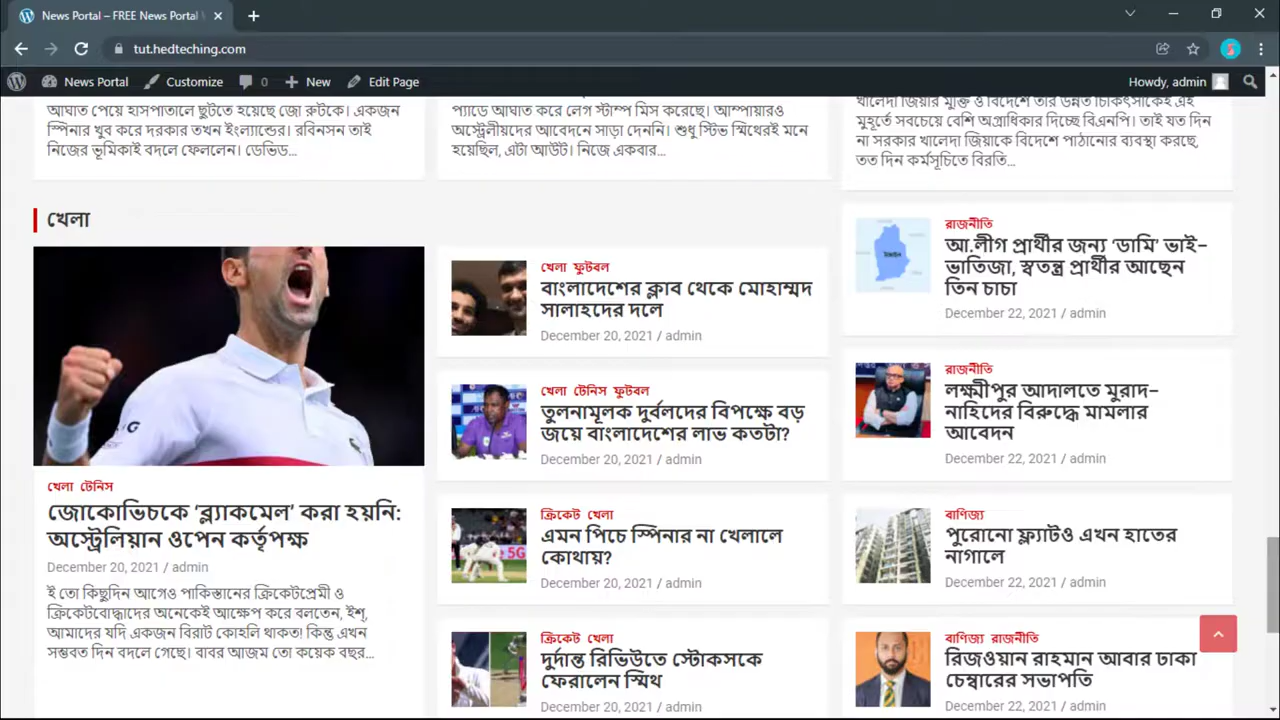 News Portal – FREE News Portal
tut.hedteching.com
News Portal Customize 0 New Edit Page Howdy, admin
আঘাত পেয়ে হাসপাতালে ছুটতে হয়েছে জো রুটকে। একজন
স্পিনার খুব করে দরকার তখন ইংল্যান্ডের। রবিনসন তাই
নিজের ভূমিকাই বদলে ফেললেন। ডেভিড...
প্যাডে আঘাত করে লেগ স্টাম্প মিস করেছে। আম্পায়ারও
অস্ট্রেলীয়দের আবেদনে সাড়া দেননি। শুধু স্টিভ স্মিথেরই মনে
হয়েছিল, এটা আউট। নিজে একবার...
খালেদা জিয়ার মুক্তি ও বিদেশে তাঁর উন্নত চিকিৎসাকেই এই
মুহূর্তে সবচেয়ে বেশি অগ্রাধিকার দিচ্ছে বিএনপি। তাই যত দিন
না সরকার খালেদা জিয়াকে বিদেশে পাঠানোর ব্যবস্থা করছে,
তত দিন কর্মসূচিতে বিরতি...
খেলা
খেলা টেনিস
জোকোভিচকে ‘ব্ল্যাকমেল’ করা হয়নি:
অস্ট্রেলিয়ান ওপেন কর্তৃপক্ষ
December 20, 2021 / admin
ই তো কিছুদিন আগেও পাকিস্তানের ক্রিকেটপ্রেমী ও
ক্রিকেটবোদ্ধাদের অনেকেই আক্ষেপ করে বলতেন, ইশ্,
আমাদের যদি একজন বিরাট কোহলি থাকত! কিন্তু এখন
সম্ভবত দিন বদলে গেছে। বাবর আজম তো কয়েক বছর...
খেলা ফুটবল
বাংলাদেশের ক্লাব থেকে মোহাম্মদ
সালাহদের দলে
December 20, 2021 / admin
খেলা টেনিস ফুটবল
তুলনামূলক দুর্বলদের বিপক্ষে বড়
জয়ে বাংলাদেশের লাভ কতটা?
December 20, 2021 / admin
5G
ক্রিকেট খেলা
এমন পিচে স্পিনার না খেলালে
কোথায়?
December 20, 2021 / admin
ক্রিকেট খেলা
দুর্দান্ত রিভিউতে স্টোকসকে
ফেরালেন স্মিথ
December 20, 2021 / admin
রাজনীতি
আ.লীগ প্রার্থীর জন্য ‘ডামি’ ভাই–
ভাতিজা, স্বতন্ত্র প্রার্থীর আছেন
তিন চাচা
December 22, 2021 / admin
রাজনীতি
লক্ষ্মীপুর আদালতে মুরাদ–
নাহিদের বিরুদ্ধে মামলার
আবেদন
December 22, 2021 / admin
বাণিজ্য
পুরোনো ফ্ল্যাটও এখন হাতের
নাগালে
December 22, 2021 / admin
বাণিজ্য রাজনীতি
রিজওয়ান রাহমান আবার ঢাকা
চেম্বারের সভাপতি
December 22, 2021 / admin